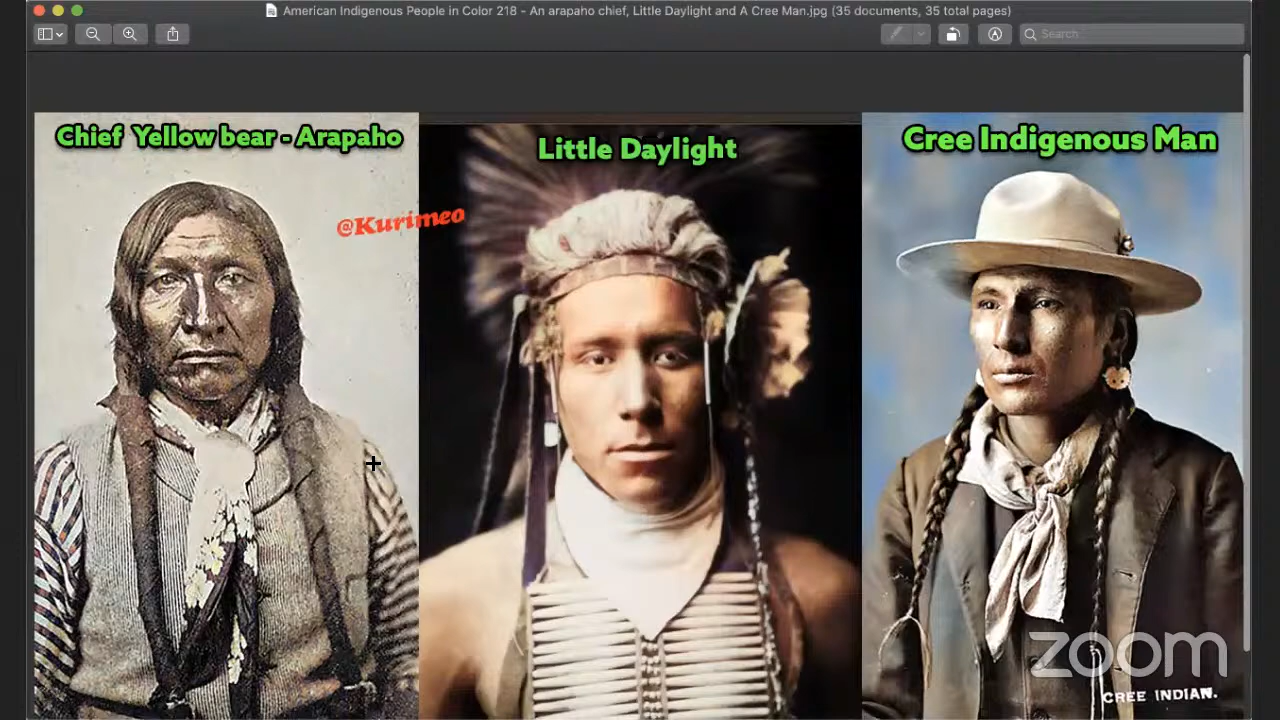 American Indigenous People in Color 218 - An arapaho chief, Little Daylight and A Cree Man.jpg (35 documents, 35 total pages)
Search
Chief Yellow bear - Arapaho
Little Daylight
Cree Indigenous Man
@Kurimeo
zoom
CREE INDIAN.